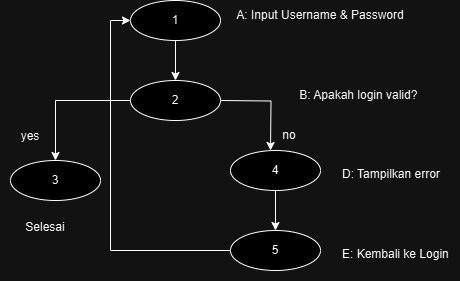 1
A: Input Username & Password
2
B: Apakah login valid?
yes
no
3
4
D: Tampilkan error
Selesai
5
E: Kembali ke Login